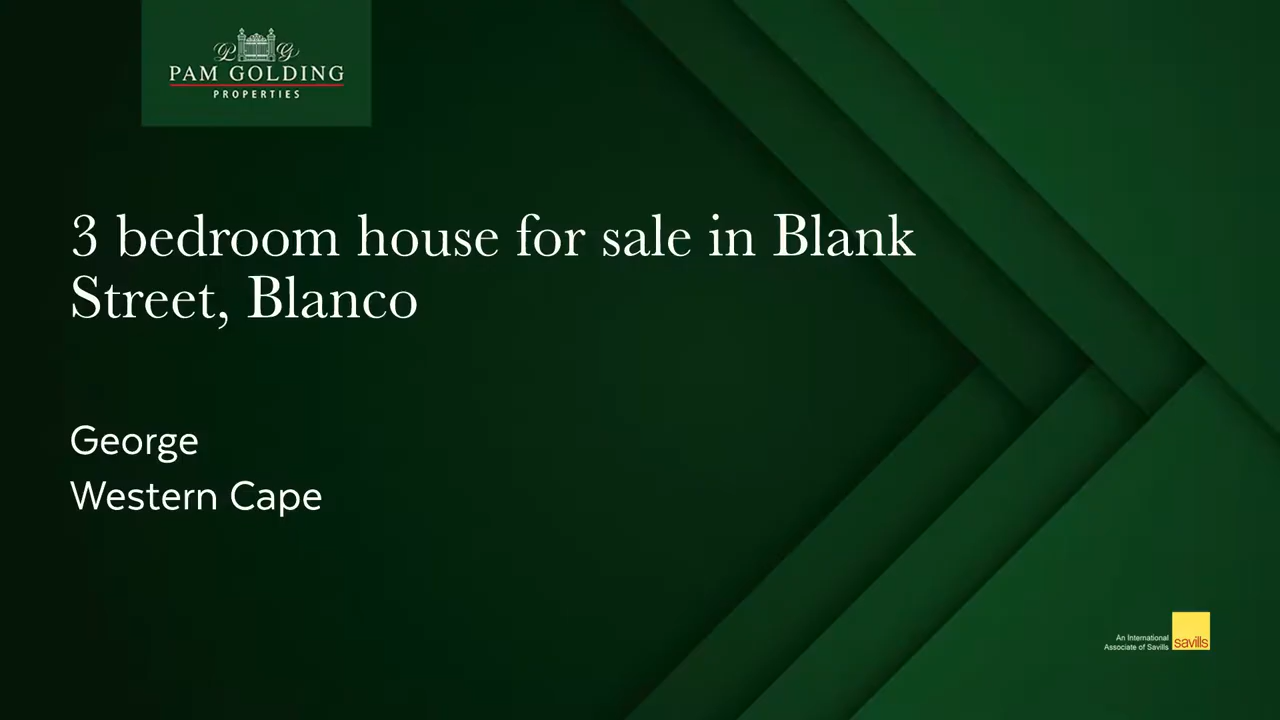 P G
PAM GOLDING
PROPERTIES
3 bedroom house for sale in Blank
Street, Blanco
George
Western Cape
An International
Associate of Savills
savills